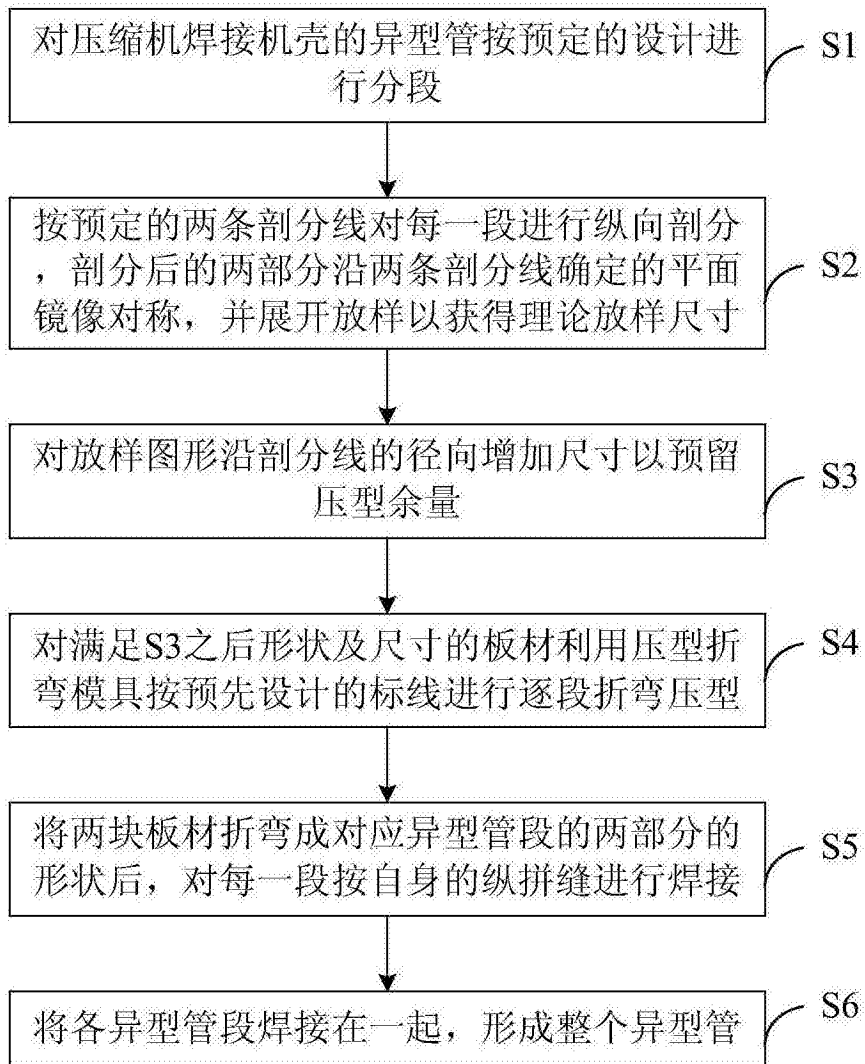 对压缩机焊接机壳的异型管按预定的设计进
行分段
S1
按预定的两条剖分线对每一段进行纵向剖分
，剖分后的两部分沿两条剖分线确定的平面
镜像对称，并展开放样以获得理论放样尺寸
S2
对放样图形沿剖分线的径向增加尺寸以预留
压型余量
S3
对满足S3之后形状及尺寸的板材利用压型折
弯模具按预先设计的标线进行逐段折弯压型
S4
将两块板材折弯成对应异型管段的两部分的
形状后，对每一段按自身的纵拼缝进行焊接
S5
将各异型管段焊接在一起，形成整个异型管
S6